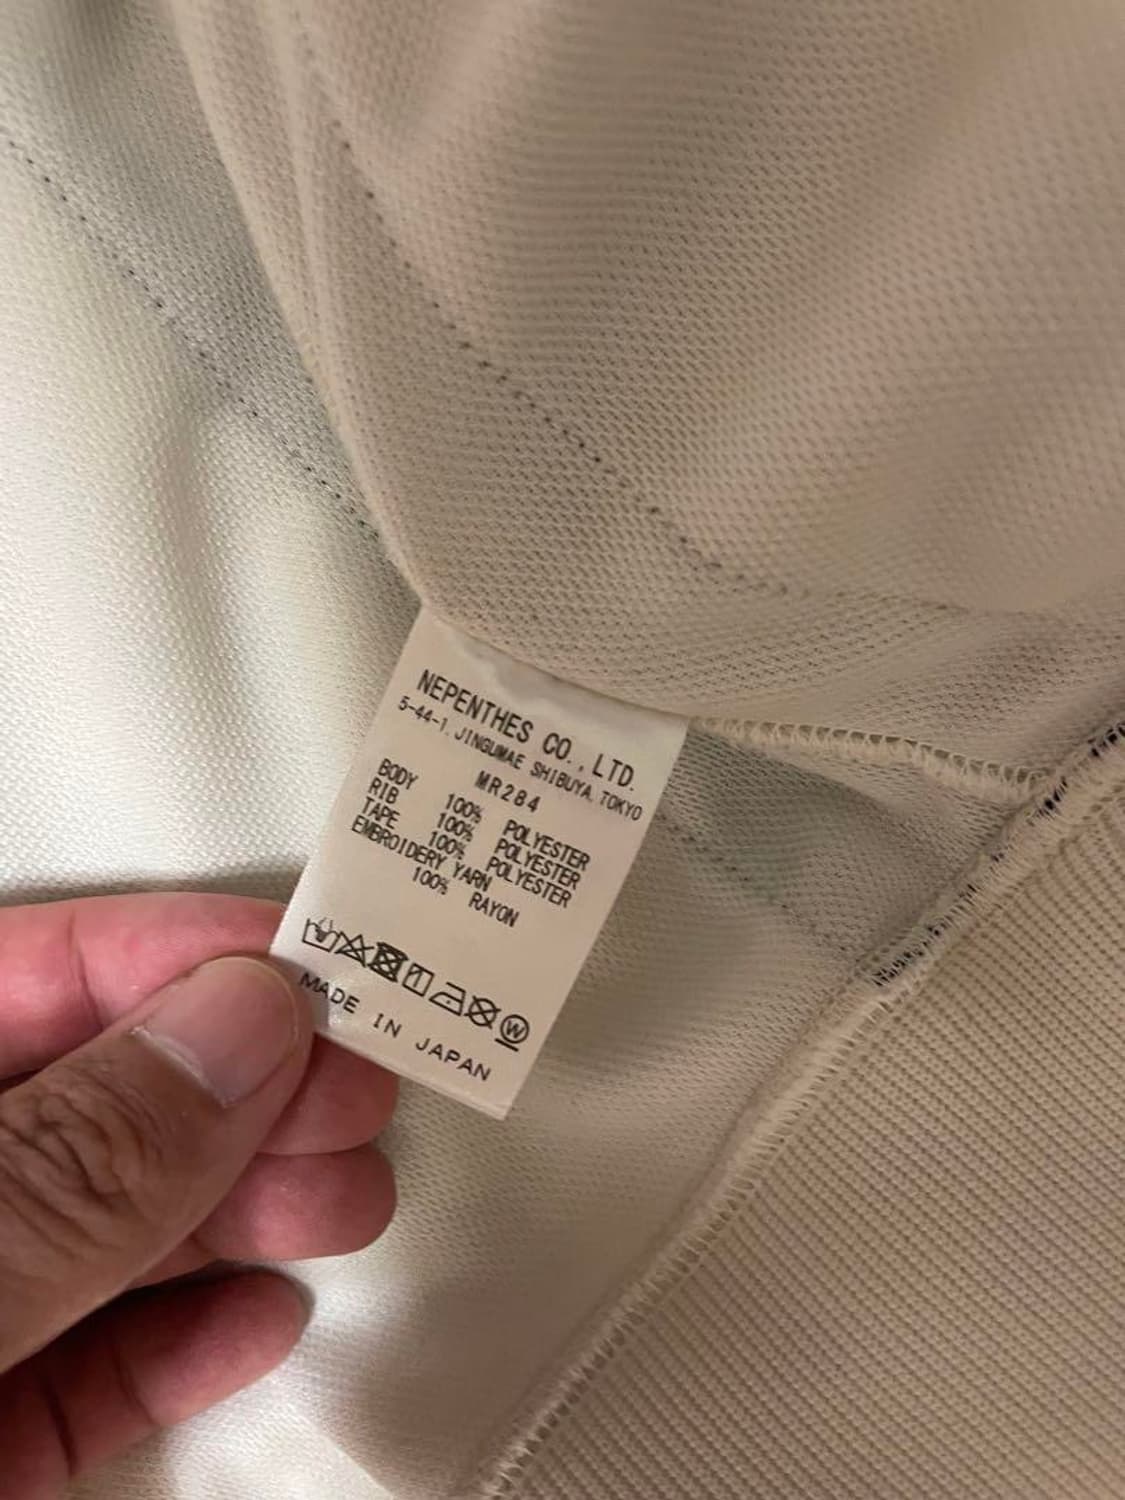 NEPENTHES CO., LTD.
5-44-1, JINGUMAE SHIBUYA, TOKYO
MR284
BODY 100% POLYESTER
RIB 100% POLYESTER
TAPE 100% POLYESTER
EMBROIDERY YARN
100% RAYON
W
MADE IN JAPAN